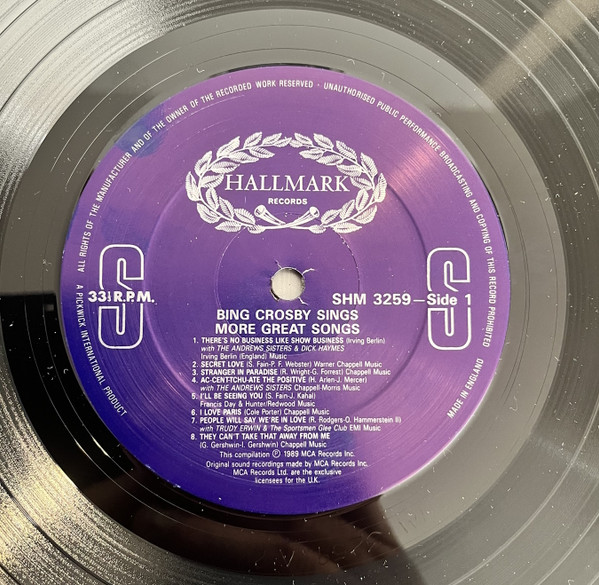 ALL RIGHTS OF THE MANUFACTURER AND OF THE OWNER OF THE RECORDED WORK RESERVED · UNAUTHORISED PUBLIC PERFORMANCE BROADCASTING AND COPYING OF THIS RECORD PROHIBITED
HALLMARK
RECORDS
S
S
33⅓ R.P.M.
SHM 3259—Side 1
A PICKWICK INTERNATIONAL PRODUCT
MADE IN ENGLAND
BING CROSBY SINGS
MORE GREAT SONGS
1. THERE'S NO BUSINESS LIKE SHOW BUSINESS (Irving Berlin)
with THE ANDREWS SISTERS & DICK HAYMES
Irving Berlin (England) Music
2. SECRET LOVE (S. Fain-P. F. Webster) Warner Chappell Music
3. STRANGER IN PARADISE (R. Wright-G. Forrest) Chappell Music
4. AC-CENT-TCHU-ATE THE POSITIVE (H. Arlen-J. Mercer)
with THE ANDREWS SISTERS Chappell-Morris Music
5. I'LL BE SEEING YOU (S. Fain-J. Kahal)
Francis Day & Hunter/Redwood Music
6. I LOVE PARIS (Cole Porter) Chappell Music
7. PEOPLE WILL SAY WE'RE IN LOVE (R. Rodgers-O. Hammerstein II)
with TRUDY ERWIN & The Sportsmen Glee Club EMI Music
8. THEY CAN'T TAKE THAT AWAY FROM ME
(G. Gershwin-I. Gershwin) Chappell Music
This compilation ℗ 1989 MCA Records Inc.
Original sound recordings made by MCA Records Inc.
MCA Records Ltd. are the exclusive
licensees for the U.K.